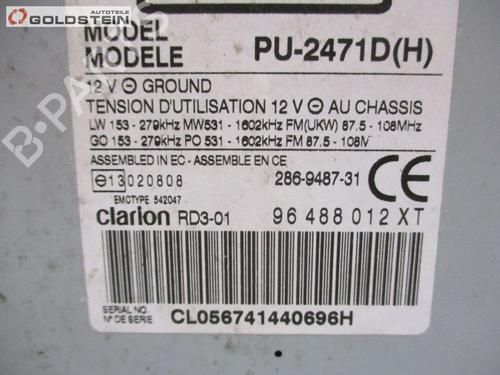 GOLDSTEIN
MODEL
MODELE PU-2471D(H)
12 V ⊖ GROUND
TENSION D'UTILISATION 12 V ⊖ AU CHASSIS
LW 153 - 279kHz MW531 - 1602kHz FM(UKW) 87.5 - 108MHz
GO 153 - 279kHz PO 531 - 1602kHz FM 87.5 - 108M
ASSEMBLED IN EC - ASSEMBLE EN CE
13 020808 286-9487-31 CE
EMCTYPE 542047
clarion RD3-01 96 488 012 XT
SERIAL NO.
N° DE SERIE CL056741440696H